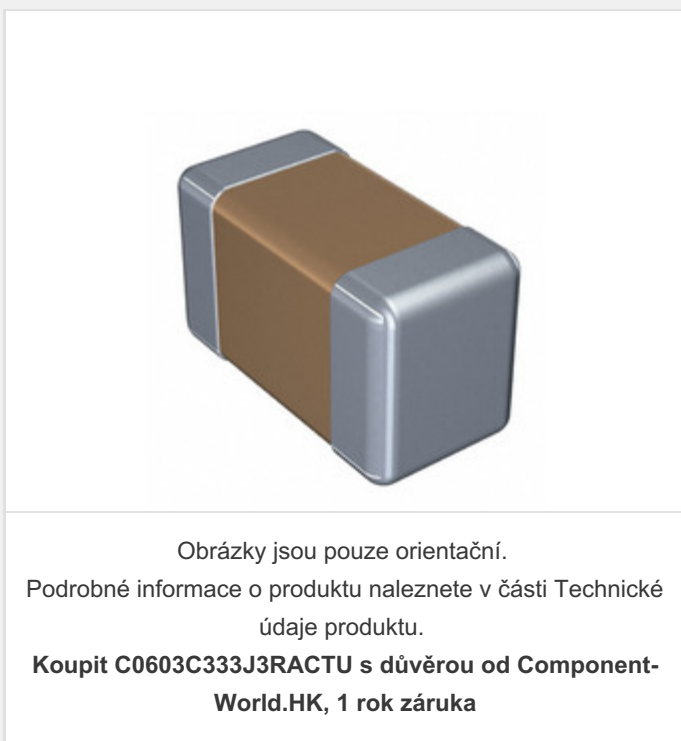 Obrázky jsou pouze orientační.
Podrobné informace o produktu naleznete v části Technické
údaje produktu.
Koupit C0603C333J3RACTU s důvěrou od Component-
World.HK, 1 rok záruka